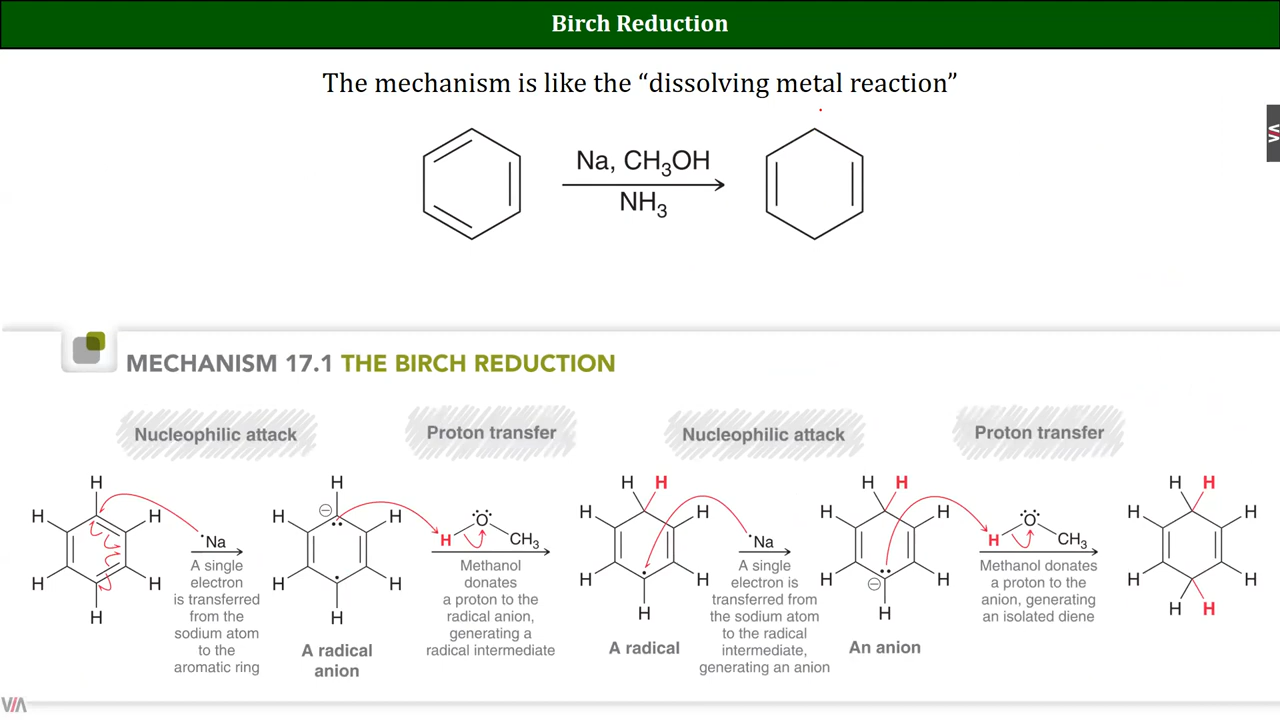 Birch Reduction
The mechanism is like the “dissolving metal reaction”
Na, CH₃OH
NH₃
MECHANISM 17.1 THE BIRCH REDUCTION
Nucleophilic attack
Proton transfer
Nucleophilic attack
Proton transfer
H
H
H
H
H
H
•Na
A single
electron
is transferred
from the
sodium atom
to the
aromatic ring
H
H
H
H
H
H
⊖
A radical
anion
H
O
CH₃
Methanol
donates
a proton to the
radical anion,
generating a
radical intermediate
H
H
H
H
H
H
H
A radical
•Na
A single
electron is
transferred from
the sodium atom
to the radical
intermediate,
generating an anion
H
H
H
H
H
H
H
⊖
An anion
H
O
CH₃
Methanol donates
a proton to the
anion, generating
an isolated diene
H
H
H
H
H
H
H
H
VIA